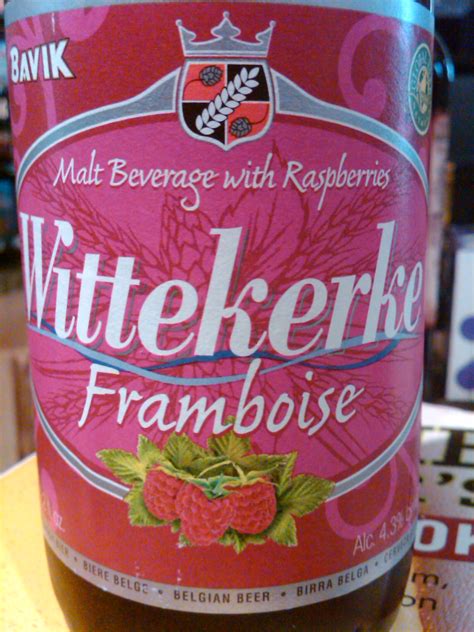 BAVIK
Malt Beverage with Raspberries
Wittekerke
Framboise
Alc. 4.3%
BIERE BELGE • BELGIAN BEER • BIRRA BELGA